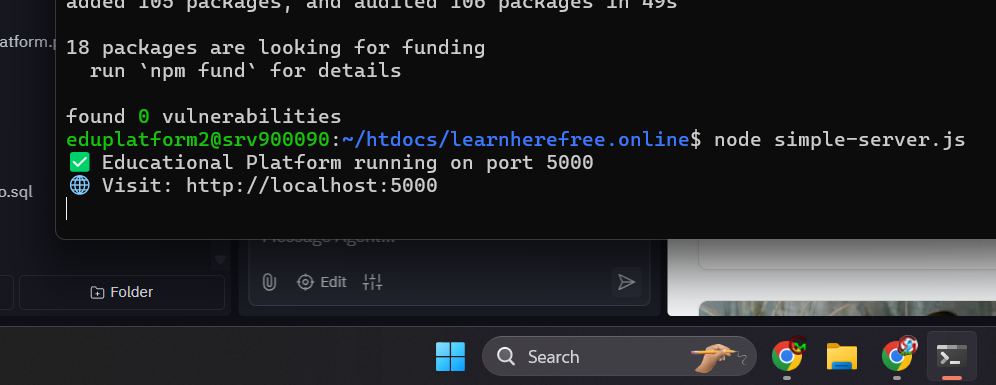 added 105 packages, and audited 106 packages in 49s
atform.p
18 packages are looking for funding
run `npm fund` for details
found 0 vulnerabilities
eduplatform2@srv900090:~/htdocs/learnherefree.online$ node simple-server.js
✅ Educational Platform running on port 5000
🌐 Visit: http://localhost:5000
o.sql
Message Agent...
Edit
Folder
Search